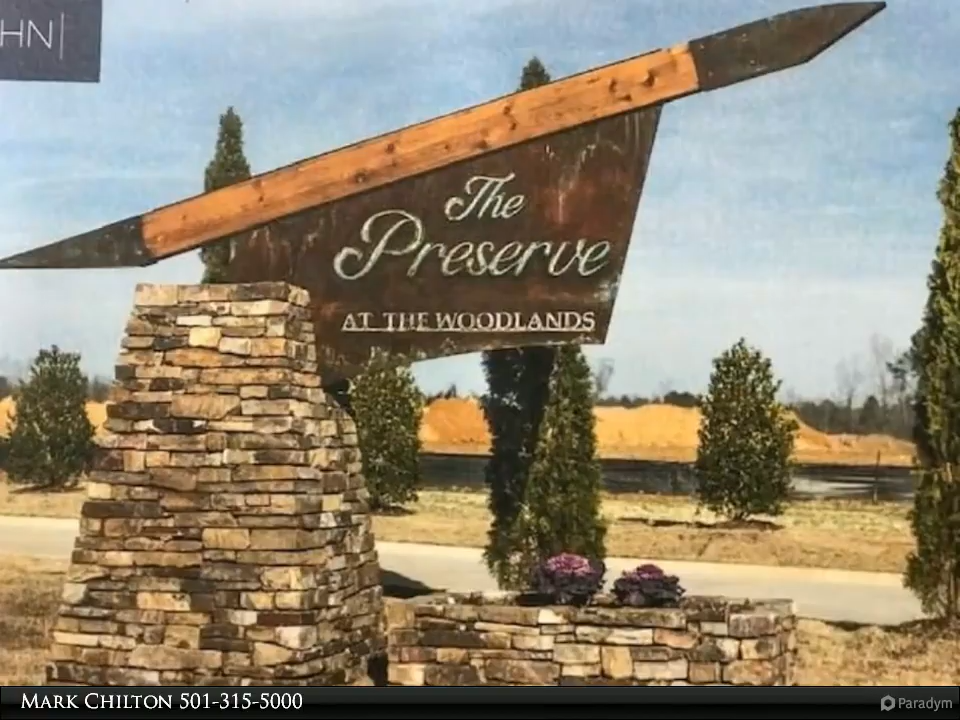 HN|
The
Preserve
AT THE WOODLANDS
MARK CHILTON 501-315-5000
Paradym